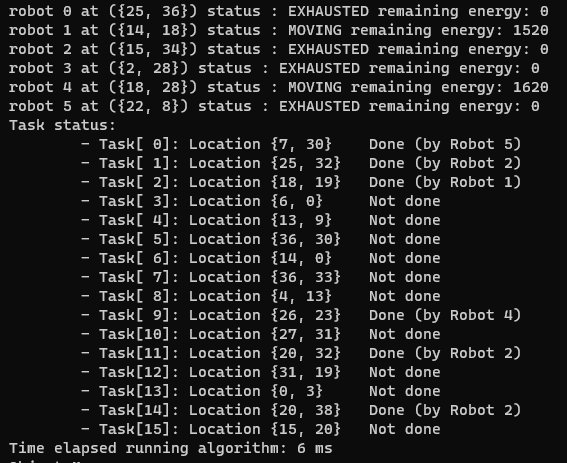 robot 0 at ({25, 36}) status : EXHAUSTED remaining energy: 0
robot 1 at ({14, 18}) status : MOVING remaining energy: 1520
robot 2 at ({15, 34}) status : EXHAUSTED remaining energy: 0
robot 3 at ({2, 28}) status : EXHAUSTED remaining energy: 0
robot 4 at ({18, 28}) status : MOVING remaining energy: 1620
robot 5 at ({22, 8}) status : EXHAUSTED remaining energy: 0
Task status:
- Task[ 0]: Location {7, 30} Done (by Robot 5)
- Task[ 1]: Location {25, 32} Done (by Robot 2)
- Task[ 2]: Location {18, 19} Done (by Robot 1)
- Task[ 3]: Location {6, 0} Not done
- Task[ 4]: Location {13, 9} Not done
- Task[ 5]: Location {36, 30} Not done
- Task[ 6]: Location {14, 0} Not done
- Task[ 7]: Location {36, 33} Not done
- Task[ 8]: Location {4, 13} Not done
- Task[ 9]: Location {26, 23} Done (by Robot 4)
- Task[10]: Location {27, 31} Not done
- Task[11]: Location {20, 32} Done (by Robot 2)
- Task[12]: Location {31, 19} Not done
- Task[13]: Location {0, 3} Not done
- Task[14]: Location {20, 38} Done (by Robot 2)
- Task[15]: Location {15, 20} Not done
Time elapsed running algorithm: 6 ms